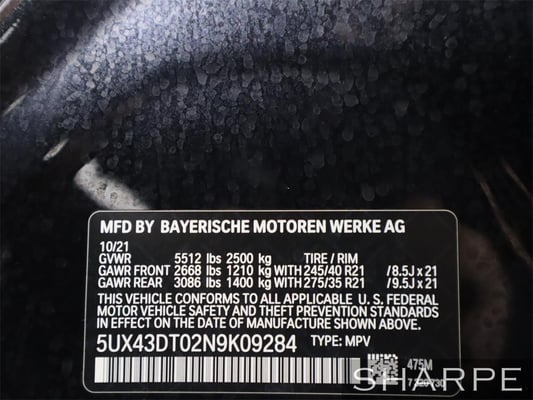 MFD BY BAYERISCHE MOTOREN WERKE AG
10/21
GVWR 5512 lbs 2500 kg TIRE / RIM
GAWR FRONT 2668 lbs 1210 kg WITH 245/40 R21 /8.5J x 21
GAWR REAR 3086 lbs 1400 kg WITH 275/35 R21 /9.5J x 21
THIS VEHICLE CONFORMS TO ALL APPLICABLE U. S. FEDERAL
MOTOR VEHICLE SAFETY AND THEFT PREVENTION STANDARDS
IN EFFECT ON THE DATE OF MANUFACTURE SHOWN ABOVE.
5UX43DT02N9K09284 TYPE: MPV
475M
SHARPE